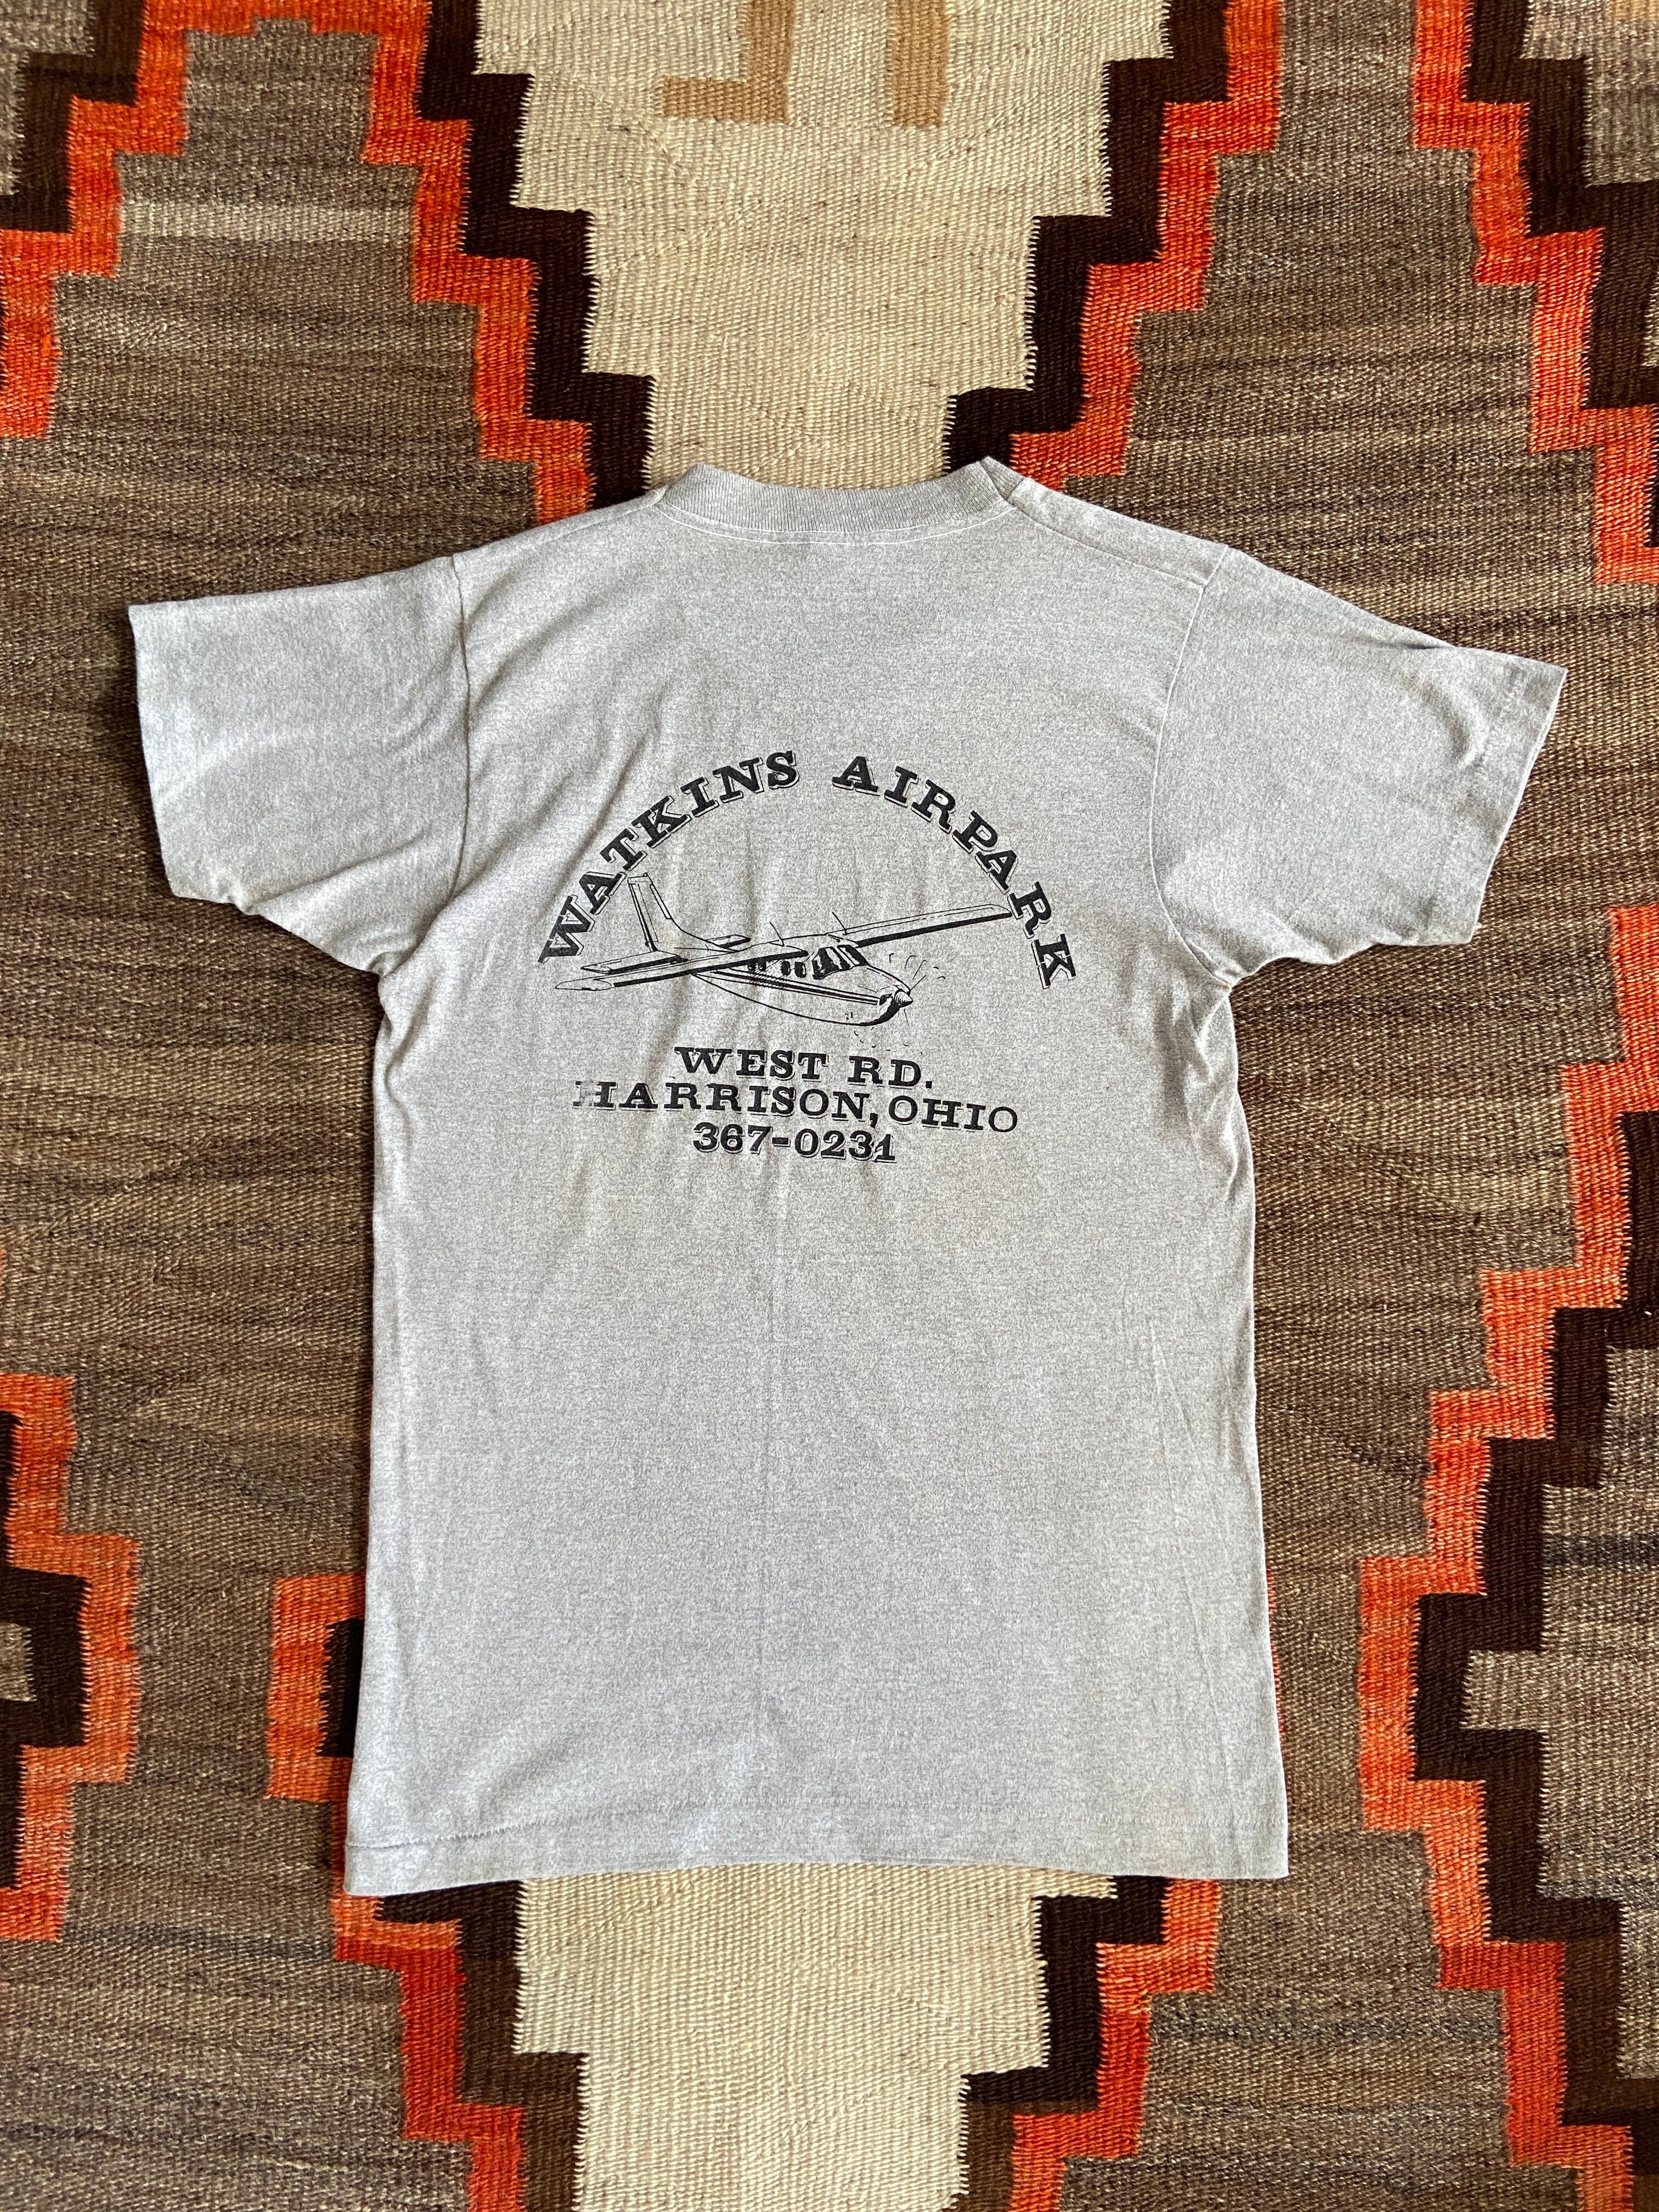 WATKINS AIRPARK
WEST RD.
HARRISON, OHIO
367-0231